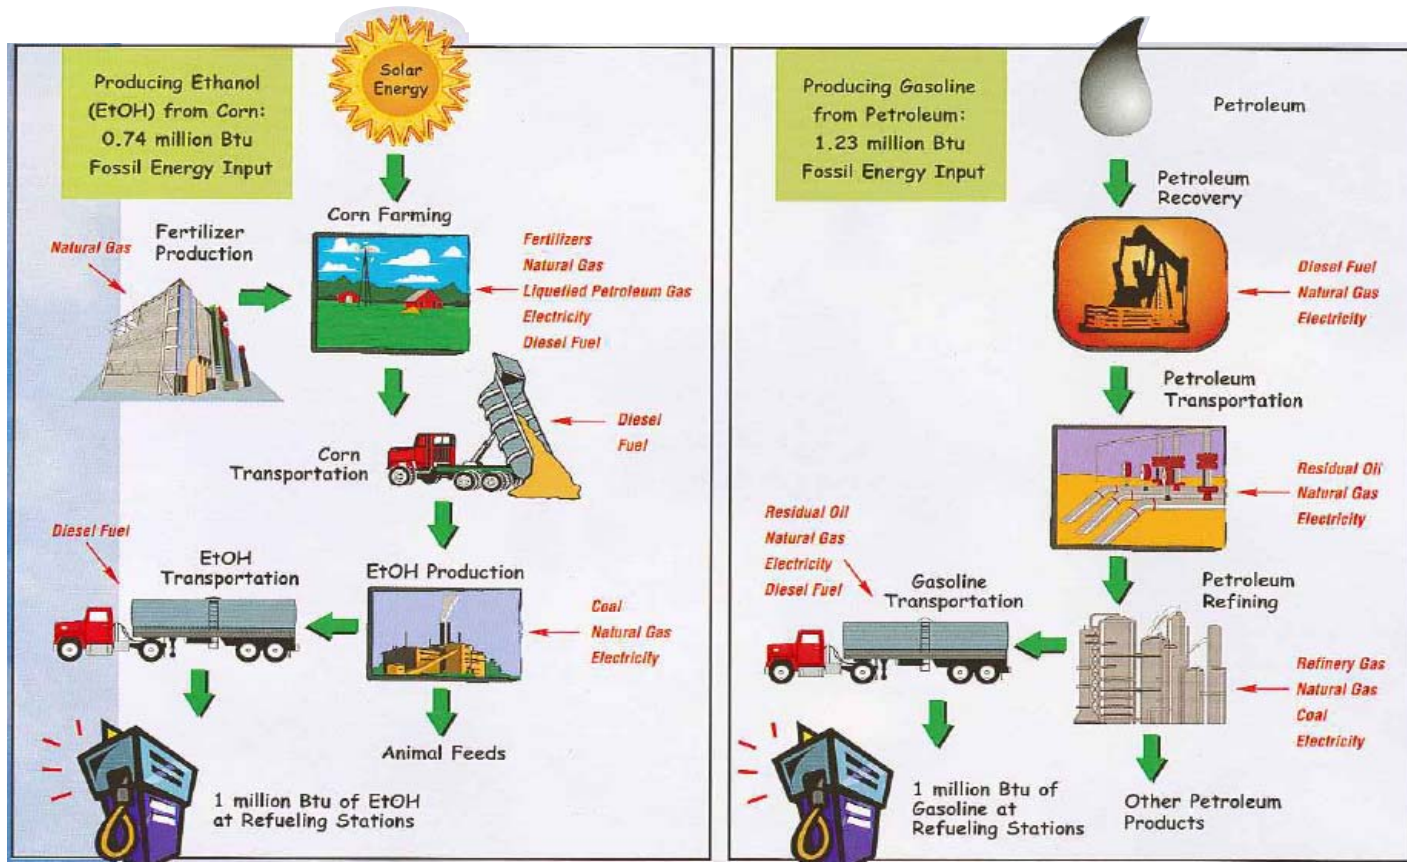 Producing Ethanol
(EtOH) from Corn:
0.74 million Btu
Fossil Energy Input
Solar
Energy
Corn Farming
Fertilizer
Production
Natural Gas
Fertilizers
Natural Gas
Liquefied Petroleum Gas
Electricity
Diesel Fuel
Corn
Transportation
Diesel
Fuel
Diesel Fuel
EtOH
Transportation
EtOH Production
Coal
Natural Gas
Electricity
Animal Feeds
1 million Btu of EtOH
at Refueling Stations
Producing Gasoline
from Petroleum:
1.23 million Btu
Fossil Energy Input
Petroleum
Petroleum
Recovery
Diesel Fuel
Natural Gas
Electricity
Petroleum
Transportation
Residual Oil
Natural Gas
Electricity
Residual Oil
Natural Gas
Electricity
Diesel Fuel
Gasoline
Transportation
Petroleum
Refining
Refinery Gas
Natural Gas
Coal
Electricity
1 million Btu of
Gasoline at
Refueling Stations
Other Petroleum
Products